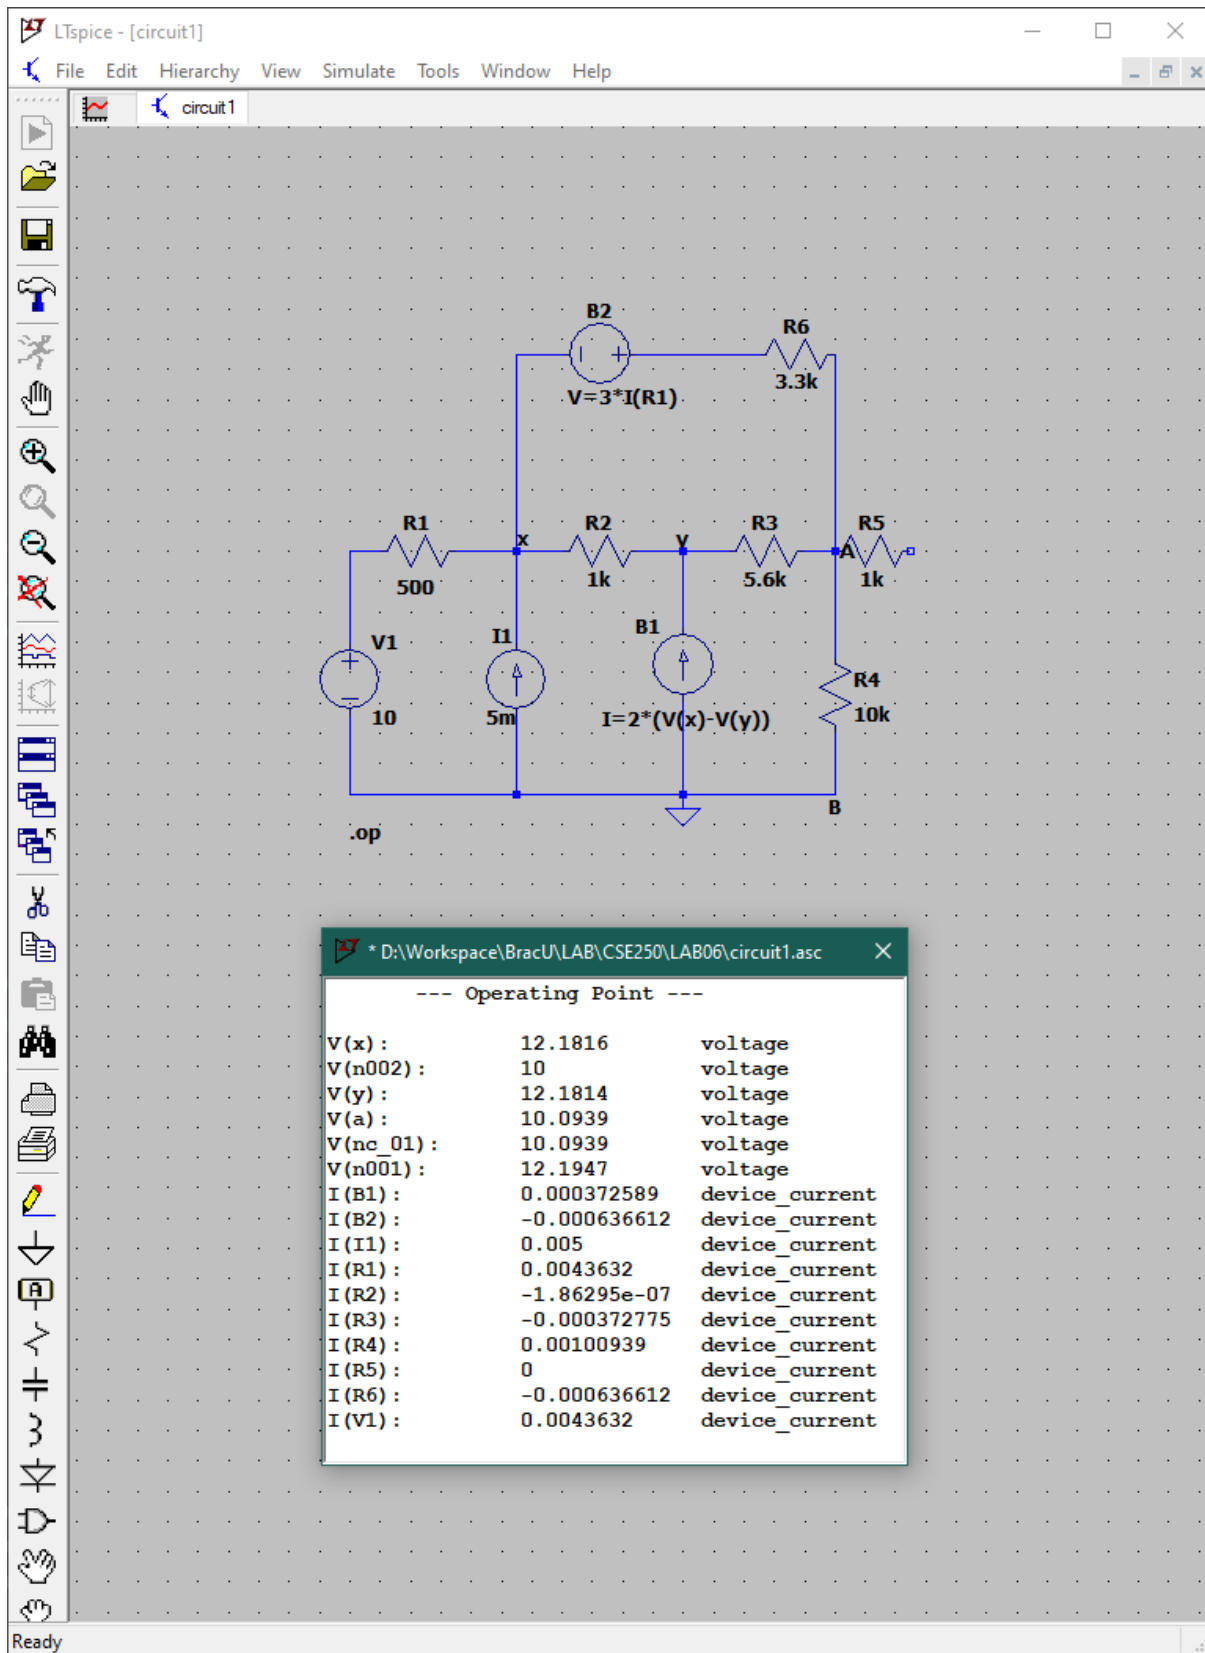 LTspice - [circuit1]
File Edit Hierarchy View Simulate Tools Window Help
circuit1
B2
R6
3.3k
V=3*I(R1)
R1
x
R2
y
R3
A
R5
500
1k
5.6k
1k
V1
I1
B1
R4
10
5m
I=2*(V(x)-V(y))
10k
B
.op
* D:\Workspace\BracU\LAB\CSE250\LAB06\circuit1.asc
--- Operating Point ---
V(x): 12.1816 voltage
V(n002): 10 voltage
V(y): 12.1814 voltage
V(a): 10.0939 voltage
V(nc_01): 10.0939 voltage
V(n001): 12.1947 voltage
I(B1): 0.000372589 device_current
I(B2): -0.000636612 device_current
I(I1): 0.005 device_current
I(R1): 0.0043632 device_current
I(R2): -1.86295e-07 device_current
I(R3): -0.000372775 device_current
I(R4): 0.00100939 device_current
I(R5): 0 device_current
I(R6): -0.000636612 device_current
I(V1): 0.0043632 device_current
Ready